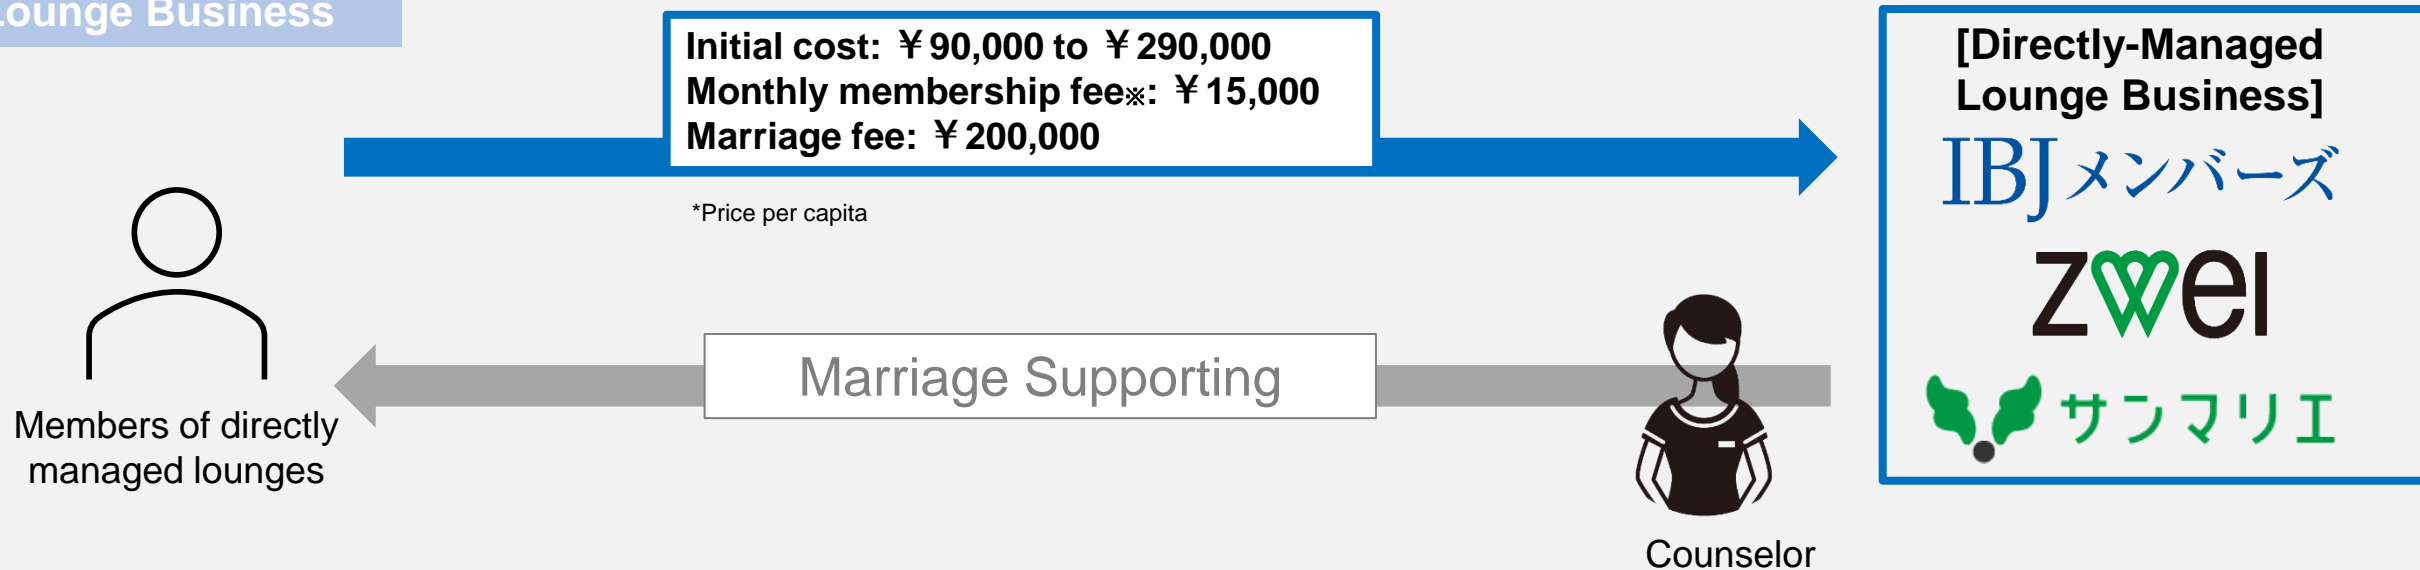 Lounge Business
Initial cost: ￥90,000 to ￥290,000
Monthly membership fee※: ￥15,000
Marriage fee: ￥200,000
*Price per capita
[Directly-Managed
Lounge Business]
IBJメンバーズ
zwei
サンマリエ
Marriage Supporting
Members of directly
managed lounges
Counselor